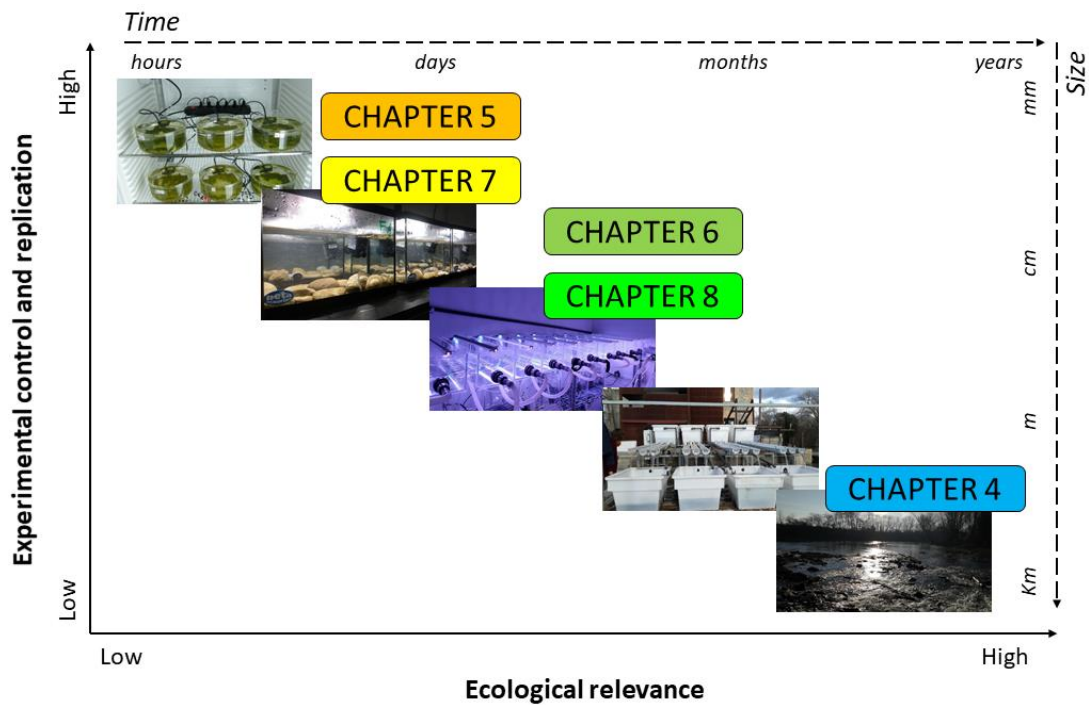 Time
hours
days
months
years
Size
mm
cm
m
Km
High
Experimental control and replication
Low
CHAPTER 5
CHAPTER 7
CHAPTER 6
CHAPTER 8
CHAPTER 4
Low
High
Ecological relevance